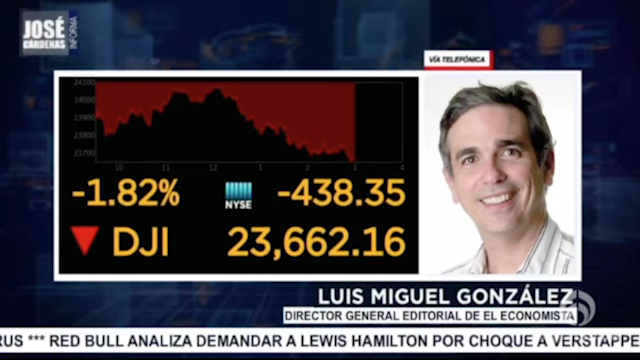 JOSÉ
CÁRDENAS
INFORMA
VÍA TELEFÓNICA
24100
24000
23900
23800
23700
10 11 12 1 2 3 4
-1.82% NYSE -438.35
DJI 23,662.16
LUIS MIGUEL GONZÁLEZ
DIRECTOR GENERAL EDITORIAL DE EL ECONOMISTA
RUS *** RED BULL ANALIZA DEMANDAR A LEWIS HAMILTON POR CHOQUE A VERSTAPPE